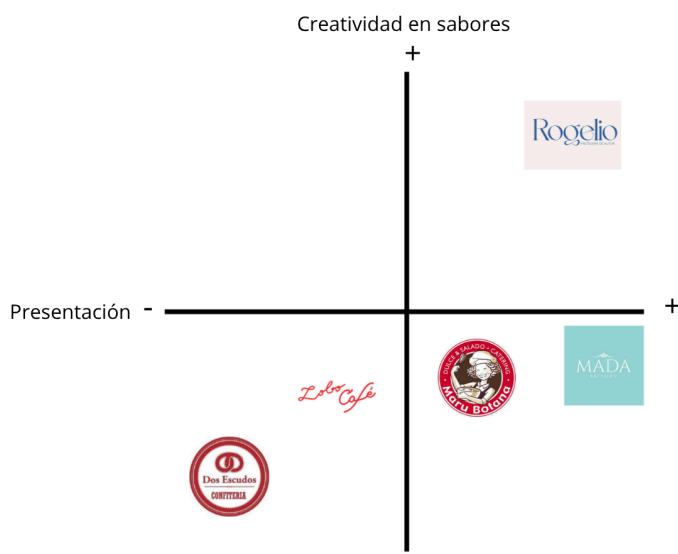 Creatividad en sabores
+
Rogelio
Presentación - +
DULCE & SALADO • CATERING
Maru Botana
MADA
Lobo Café
Dos Escudos
CONFITERIA